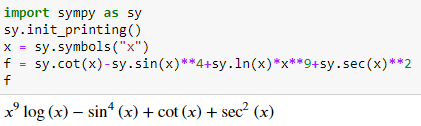 import sympy as sy
sy.init_printing()
x = sy.symbols("x")
f = sy.cot(x)-sy.sin(x)**4+sy.ln(x)*x**9+sy.sec(x)**2
f
x⁹ log (x) − sin⁴ (x) + cot (x) + sec² (x)